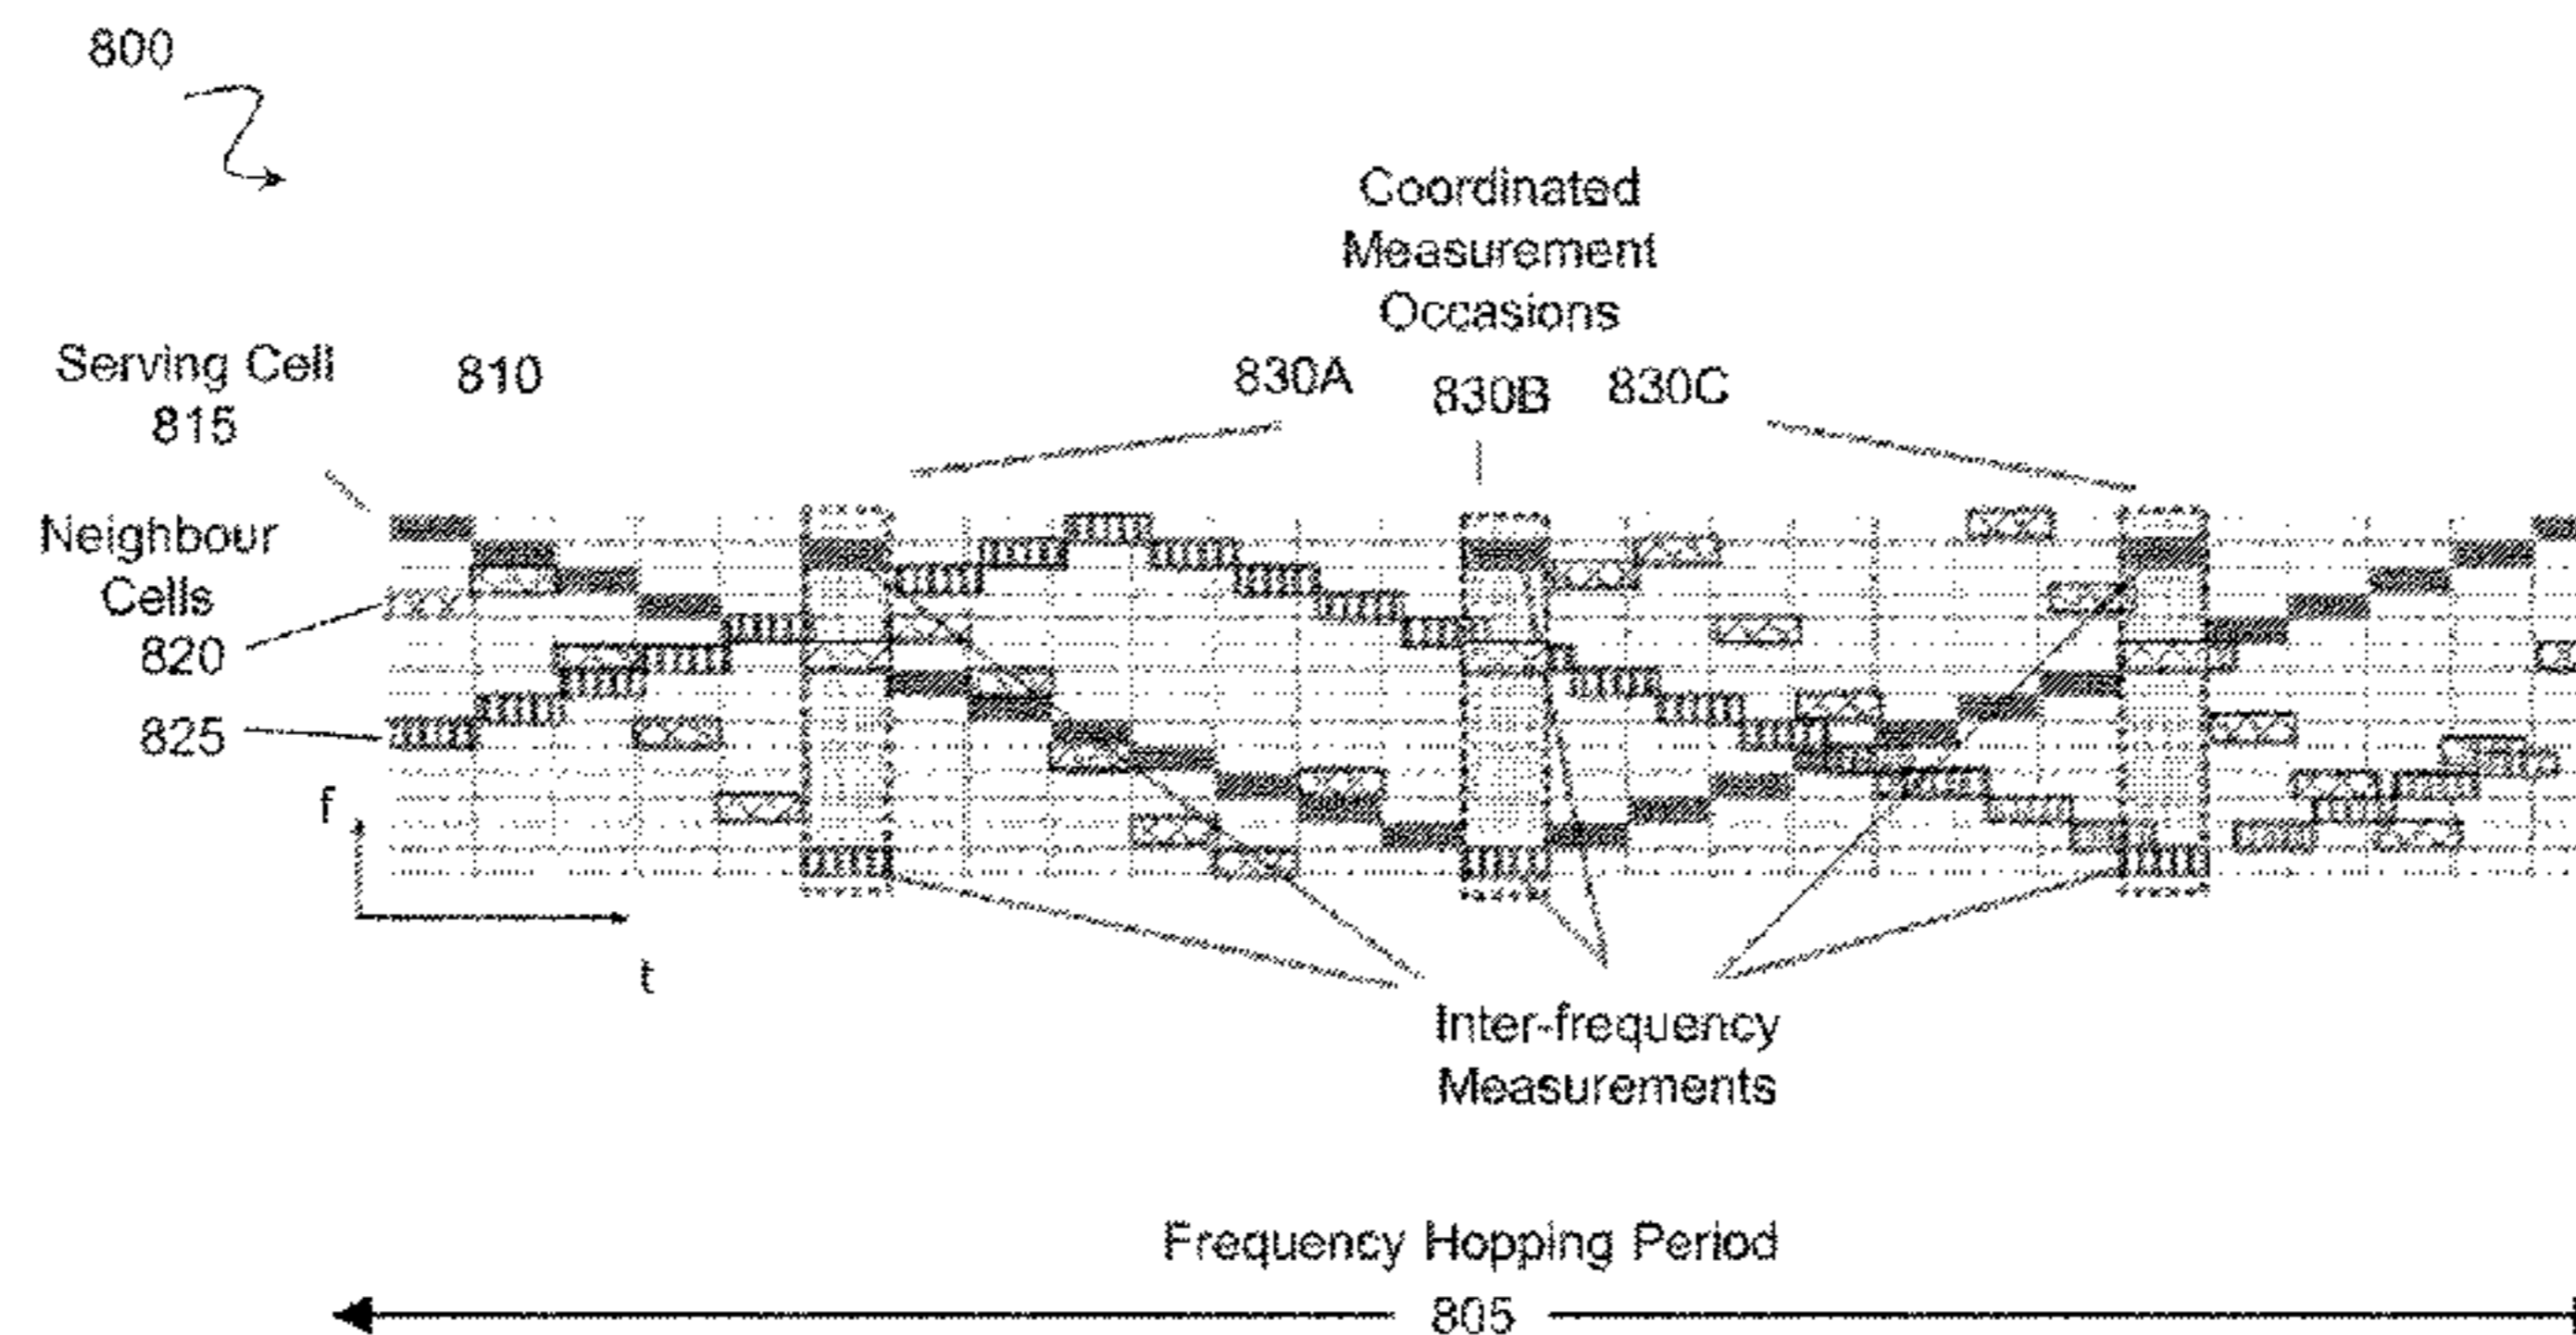 800
Coordinated
Measurement
Occasions
Serving Cell
815
810
830A
830B
830C
Neighbour
Cells
820
825
f
t
Inter-frequency
Measurements
Frequency Hopping Period
805